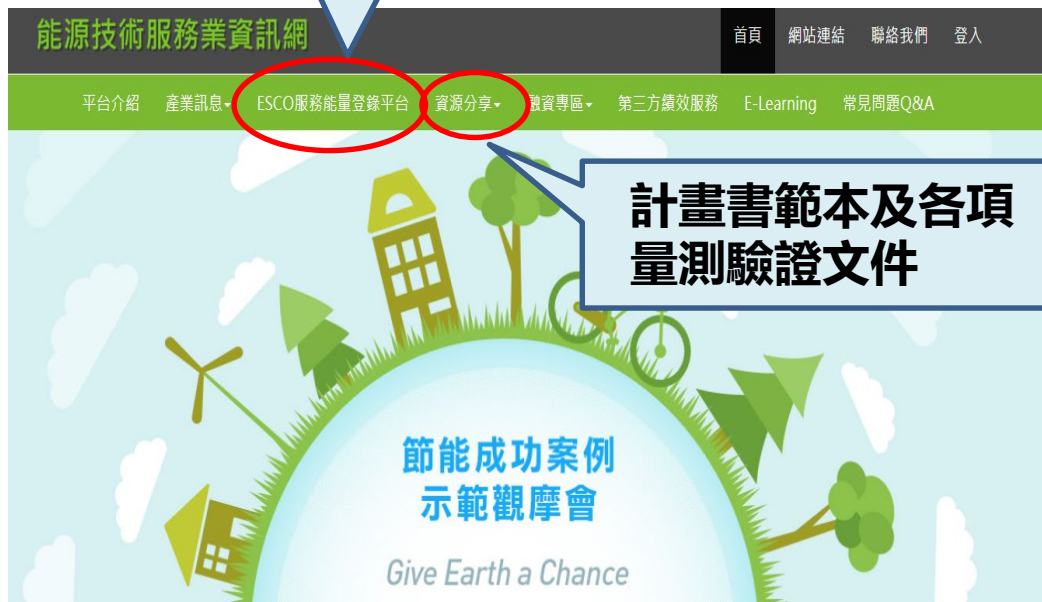 能源技術服務業資訊網
首頁 網站連結 聯絡我們 登入
平台介紹 產業訊息 ESCO服務能量登錄平台 資源分享 融資專區 第三方績效服務 E-Learning 常見問題Q&A
計畫書範本及各項
量測驗證文件
節能成功案例
示範觀摩會
Give Earth a Chance